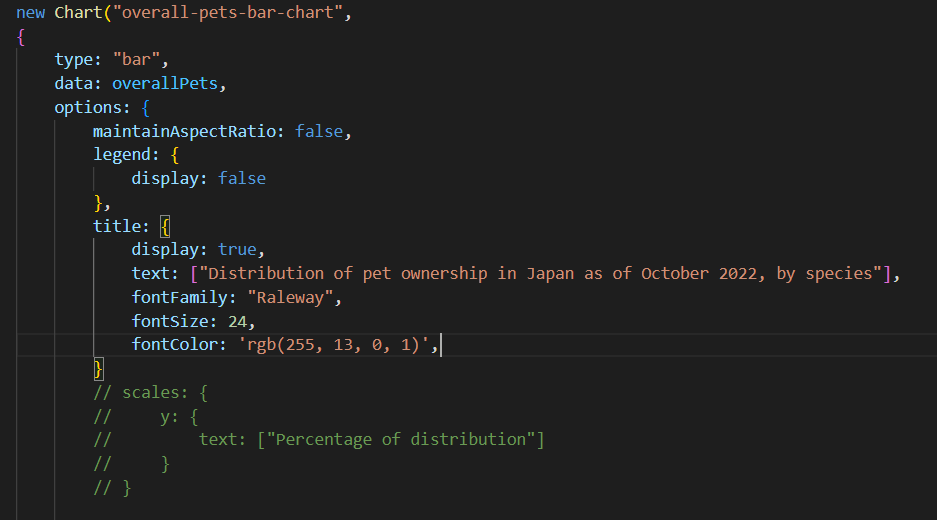 new Chart("overall-pets-bar-chart",
{
    type: "bar",
    data: overallPets,
    options: {
        maintainAspectRatio: false,
        legend: {
            display: false
        },
        title: {
            display: true,
            text: ["Distribution of pet ownership in Japan as of October 2022, by species"],
            fontFamily: "Raleway",
            fontSize: 24,
            fontColor: 'rgb(255, 13, 0, 1)',
        }
        // scales: {
        //     y: {
        //         text: ["Percentage of distribution"]
        //     }
        // }